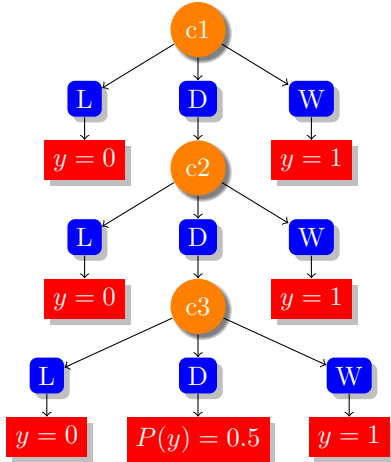 c1
L D W
y = 0 y = 1
c2
L D W
y = 0 y = 1
c3
L D W
y = 0 P(y) = 0.5 y = 1